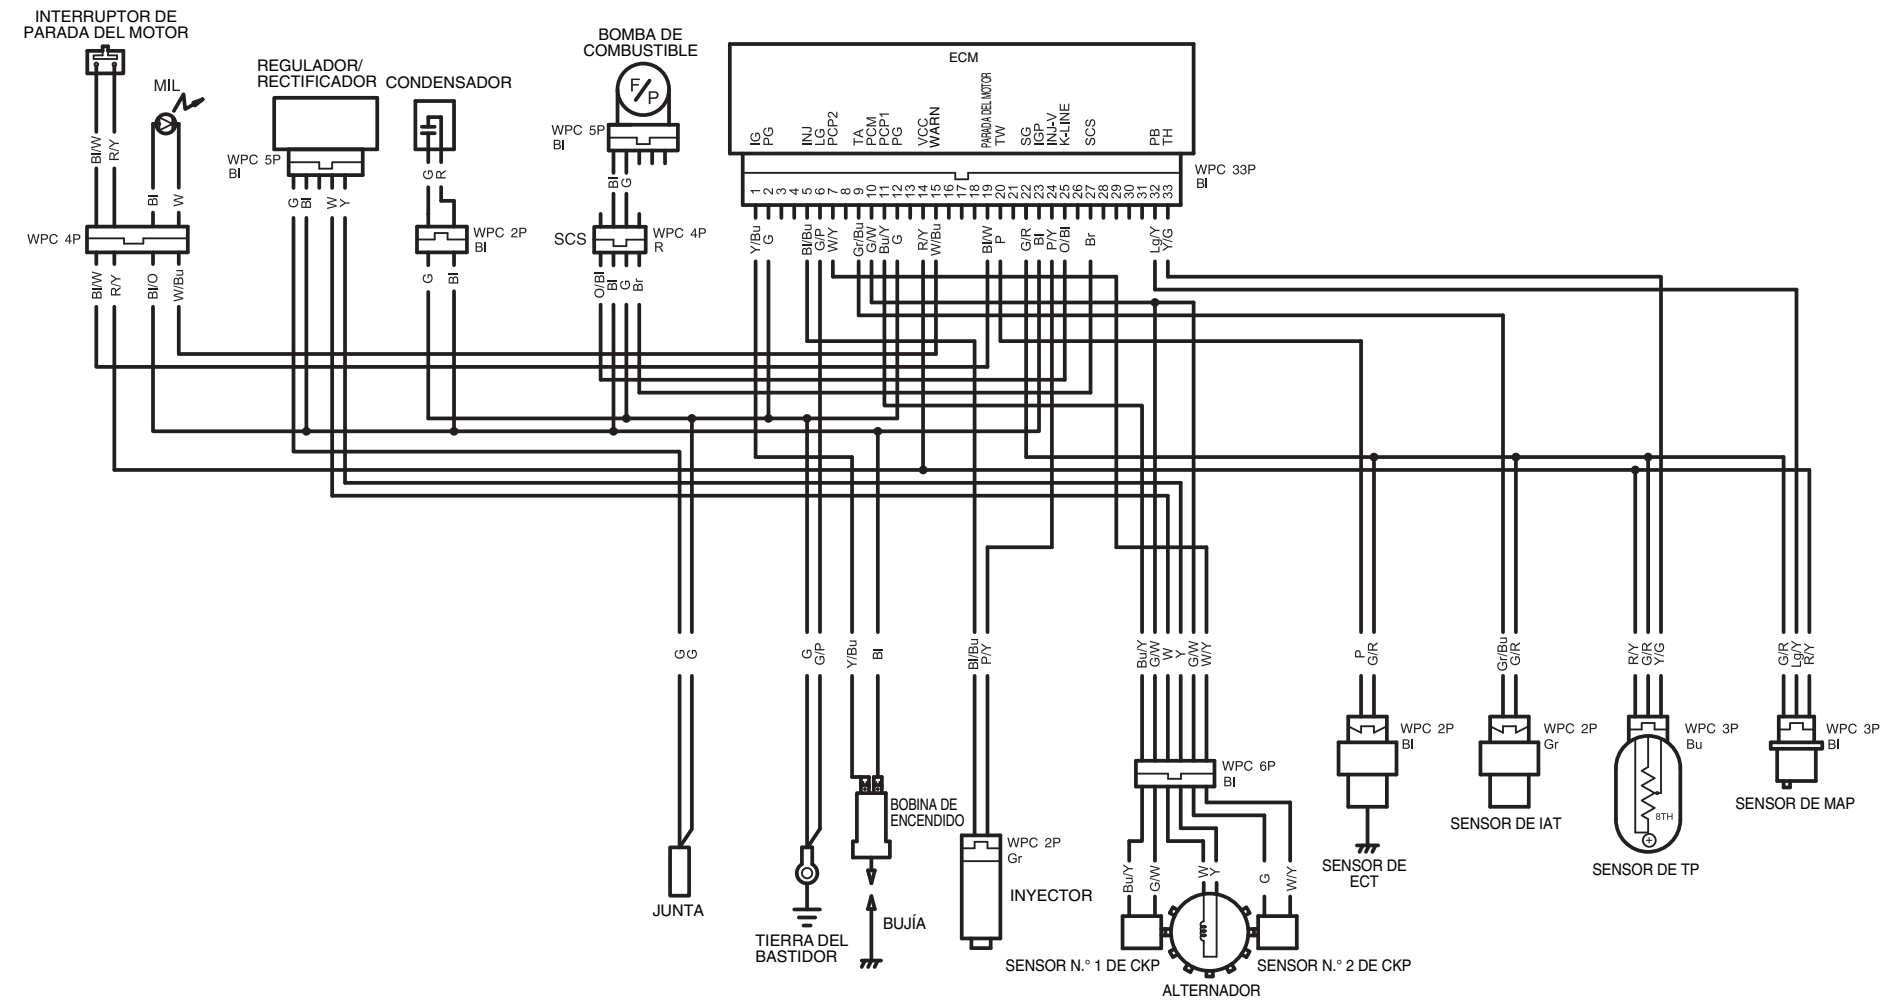 INTERRUPTOR DE
PARADA DEL MOTOR
MIL
REGULADOR/
RECTIFICADOR
CONDENSADOR
BOMBA DE
COMBUSTIBLE
F/P
ECM
WPC 5P
Bl
WPC 5P
Bl
IG
PG
INJ
LG
PCP2
TA
PCM
PCP1
PG
VCC
WARN
PARADA DEL MOTOR
TW
SG
IGP
INJ-V
K-LINE
SCS
PB
TH
WPC 33P
Bl
1 2 3 4 5 6 7 8 9 10 11 12 13 14 15 16 17 18 19 20 21 22 23 24 25 26 27 28 29 30 31 32 33
Bl/W
R/Y
Bl
W
G
Bl
W
Y
G
R
Bl
G
WPC 4P
WPC 2P
Bl
SCS
WPC 4P
R
Bl/W
R/Y
Bl/O
W/Bu
G
Bl
O/Bl
Bl
G
Br
Y/Bu
G
Bl/Bu
G/P
W/Y
Gr/Bu
G/W
Bu/Y
G
R/Y
W/Bu
Bl/W
P
G/R
Bl
P/Y
O/Bl
Br
Lg/Y
Y/G
G
G
G
G/P
Y/Bu
Bl
Bl/Bu
P/Y
Bu/Y
G/W
W
Y
G/W
W/Y
P
G/R
Gr/Bu
G/R
R/Y
G/R
Y/G
G/R
Lg/Y
R/Y
WPC 2P
Bl
WPC 2P
Gr
WPC 3P
Bu
WPC 3P
Bl
WPC 6P
Bl
BOBINA DE
ENCENDIDO
WPC 2P
Gr
8TH
SENSOR DE MAP
SENSOR DE IAT
SENSOR DE
ECT
SENSOR DE TP
Bu/Y
G/W
W
Y
G
W/Y
JUNTA
INYECTOR
BUJÍA
TIERRA DEL
BASTIDOR
SENSOR N.° 1 DE CKP
SENSOR N.° 2 DE CKP
ALTERNADOR